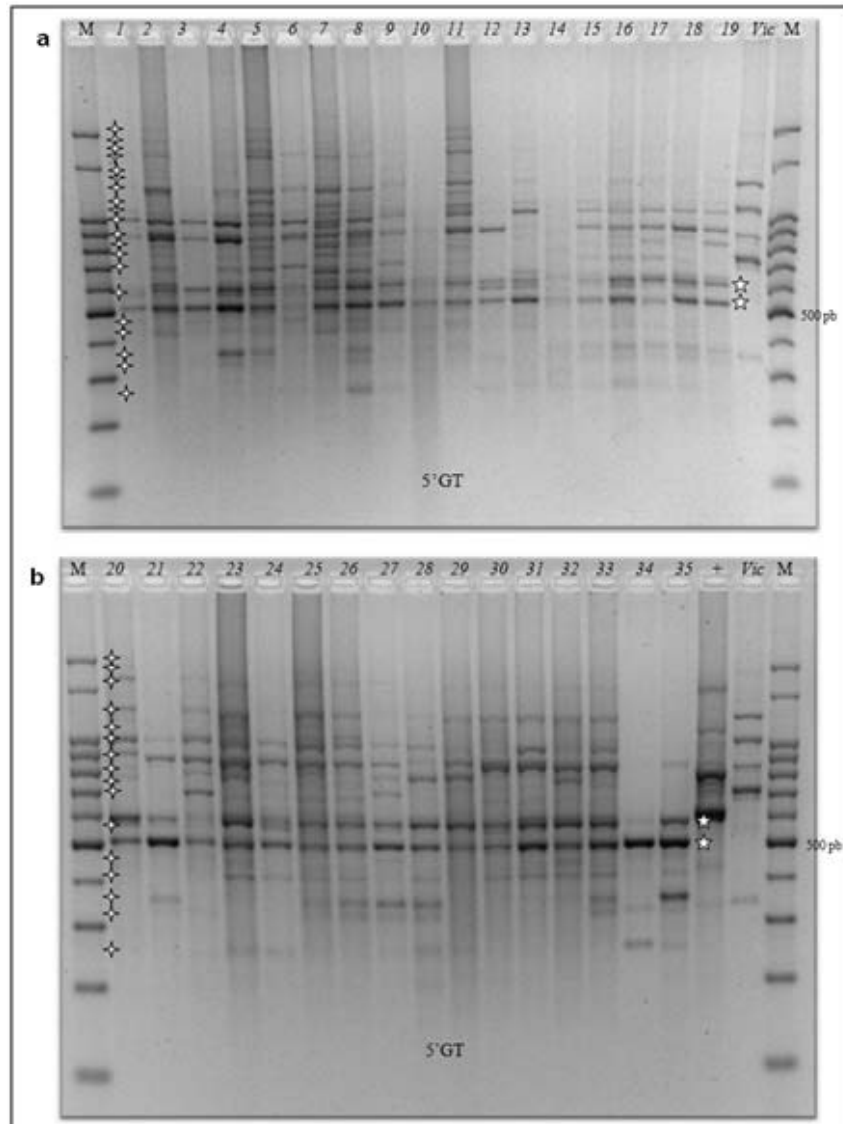 a
M 1 2 3 4 5 6 7 8 9 10 11 12 13 14 15 16 17 18 19 Vic M
500 pb
5’GT
b
M 20 21 22 23 24 25 26 27 28 29 30 31 32 33 34 35 + Vic M
500 pb
5’GT